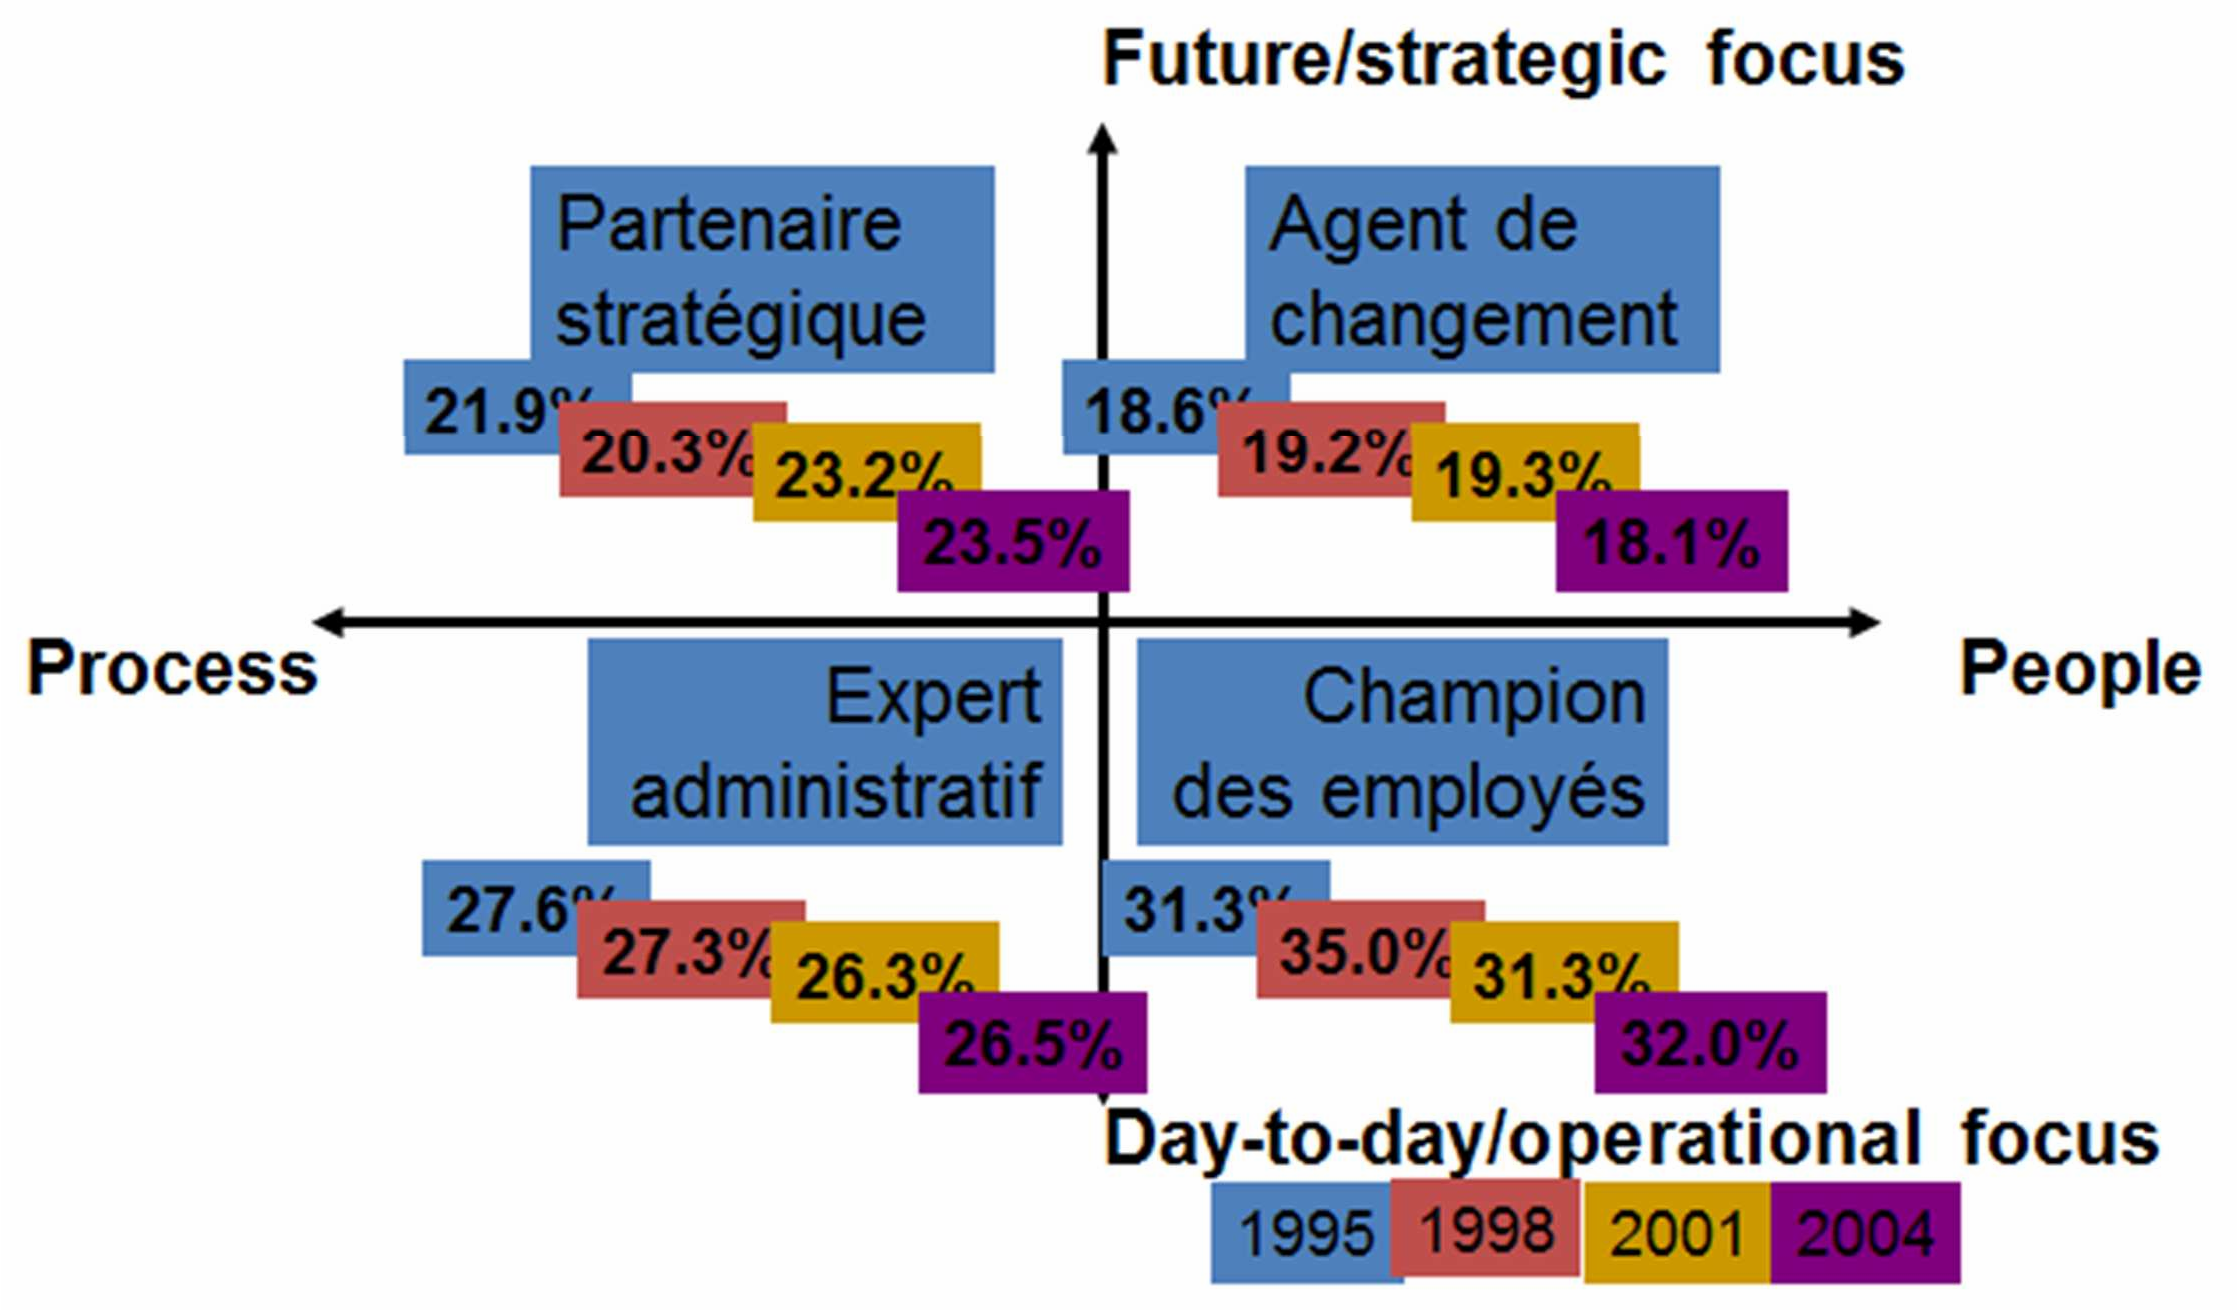 Future/strategic focus
Partenaire
stratégique
Agent de
changement
21.9%
20.3%
23.2%
23.5%
18.6%
19.2%
19.3%
18.1%
Process
People
Expert
administratif
Champion
des employés
27.6%
27.3%
26.3%
26.5%
31.3%
35.0%
31.3%
32.0%
Day-to-day/operational focus
1995
1998
2001
2004